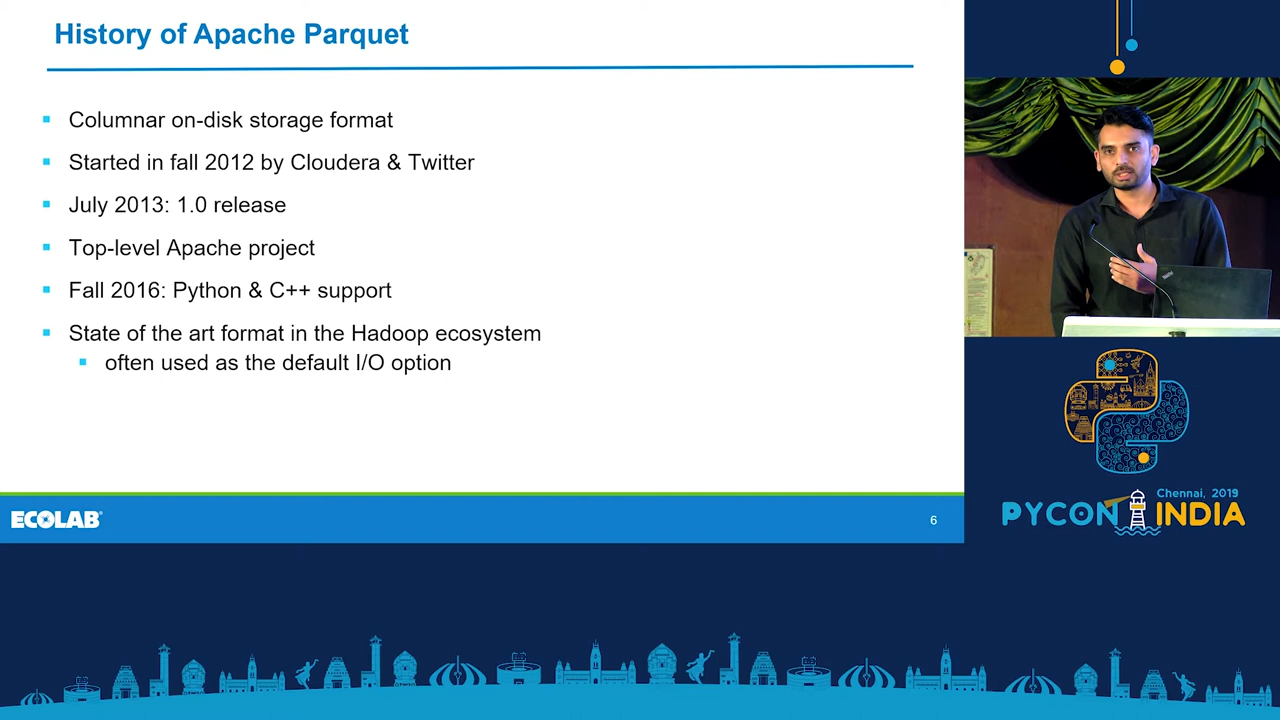 History of Apache Parquet
Columnar on-disk storage format
Started in fall 2012 by Cloudera & Twitter
July 2013: 1.0 release
Top-level Apache project
Fall 2016: Python & C++ support
State of the art format in the Hadoop ecosystem
often used as the default I/O option
ECOLAB®
6
Chennai, 2019
PYCON INDIA